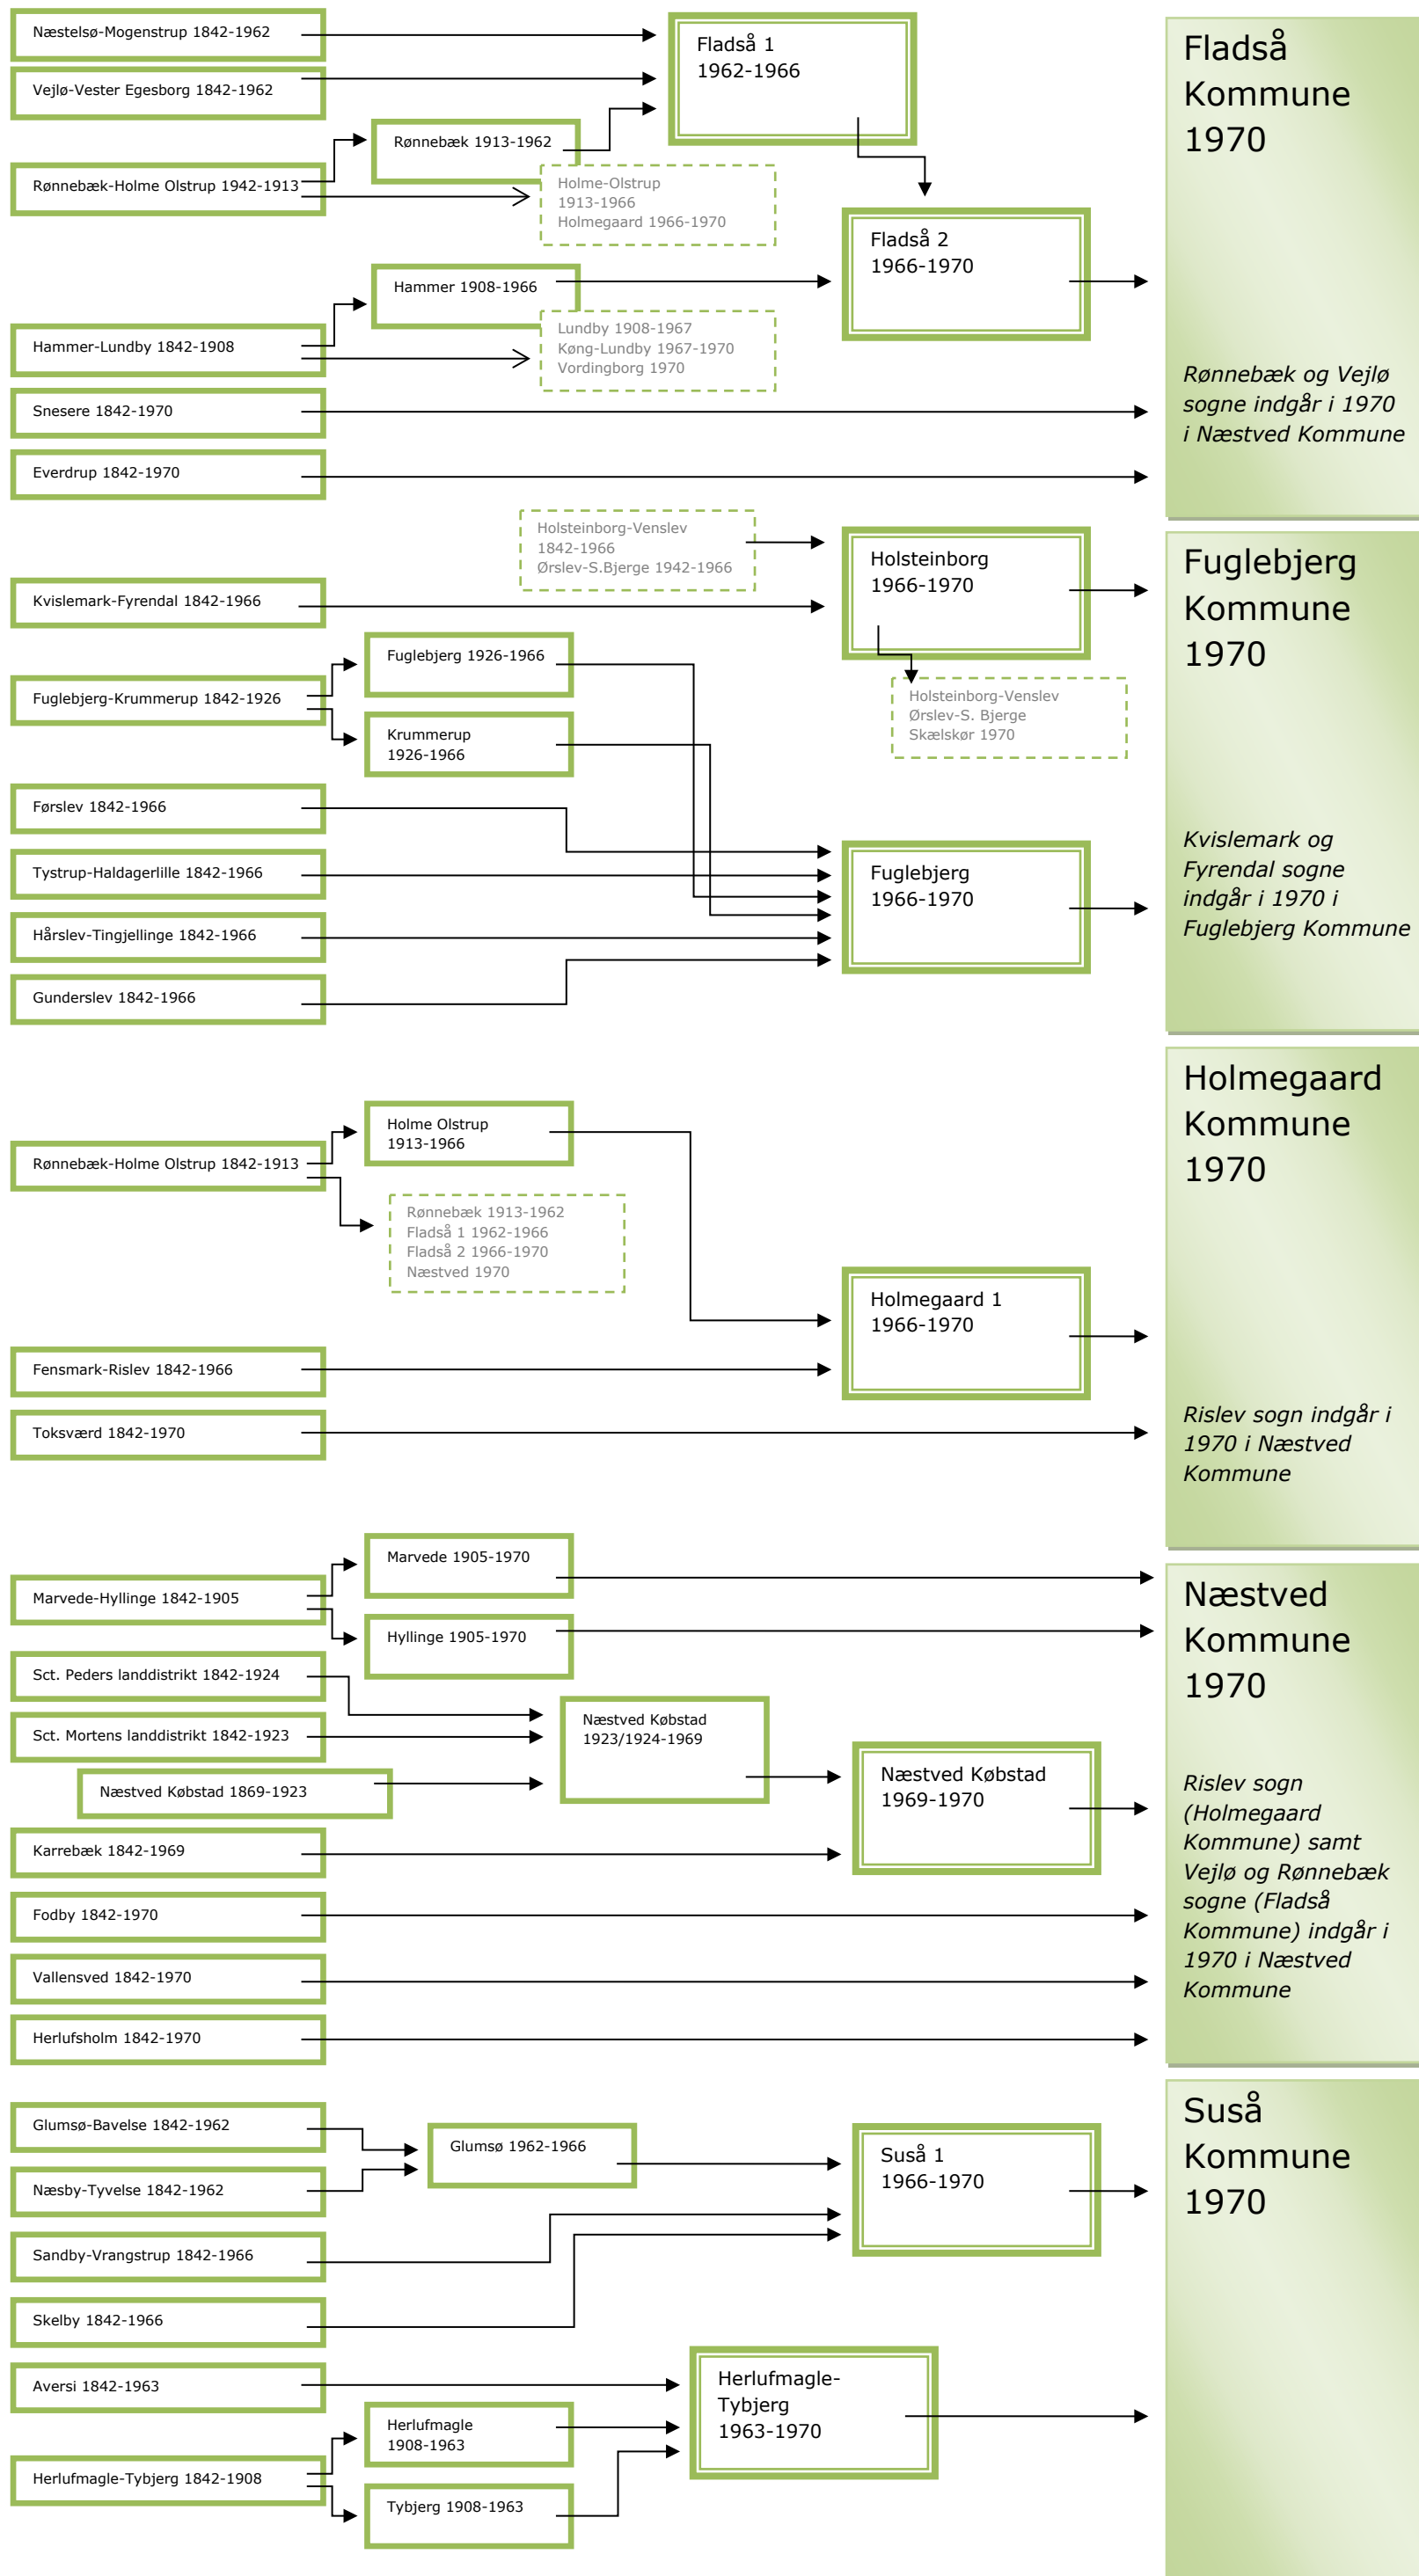 Næstelsø-Mogenstrup 1842-1962
Vejlø-Vester Egesborg 1842-1962
Rønnebæk-Holme Olstrup 1942-1913
Rønnebæk 1913-1962
Holme-Olstrup
1913-1966
Holmegaard 1966-1970
Fladså 1
1962-1966
Hammer-Lundby 1842-1908
Hammer 1908-1966
Lundby 1908-1967
Køng-Lundby 1967-1970
Vordingborg 1970
Fladså 2
1966-1970
Snesere 1842-1970
Everdrup 1842-1970
Fladså
Kommune
1970
Rønnebæk og Vejlø
sogne indgår i 1970
i Næstved Kommune
Holsteinborg-Venslev
1842-1966
Ørslev-S.Bjerge 1942-1966
Kvislemark-Fyrendal 1842-1966
Holsteinborg
1966-1970
Holsteinborg-Venslev
Ørslev-S. Bjerge
Skælskør 1970
Fuglebjerg-Krummerup 1842-1926
Fuglebjerg 1926-1966
Krummerup
1926-1966
Førslev 1842-1966
Tystrup-Haldagerlille 1842-1966
Hårslev-Tingjellinge 1842-1966
Gunderslev 1842-1966
Fuglebjerg
1966-1970
Fuglebjerg
Kommune
1970
Kvislemark og
Fyrendal sogne
indgår i 1970 i
Fuglebjerg Kommune
Rønnebæk-Holme Olstrup 1842-1913
Holme Olstrup
1913-1966
Rønnebæk 1913-1962
Fladså 1 1962-1966
Fladså 2 1966-1970
Næstved 1970
Fensmark-Rislev 1842-1966
Holmegaard 1
1966-1970
Toksværd 1842-1970
Holmegaard
Kommune
1970
Rislev sogn indgår i
1970 i Næstved
Kommune
Marvede-Hyllinge 1842-1905
Marvede 1905-1970
Hyllinge 1905-1970
Sct. Peders landdistrikt 1842-1924
Sct. Mortens landdistrikt 1842-1923
Næstved Købstad 1869-1923
Næstved Købstad
1923/1924-1969
Karrebæk 1842-1969
Næstved Købstad
1969-1970
Fodby 1842-1970
Vallensved 1842-1970
Herlufsholm 1842-1970
Næstved
Kommune
1970
Rislev sogn
(Holmegaard
Kommune) samt
Vejlø og Rønnebæk
sogne (Fladså
Kommune) indgår i
1970 i Næstved
Kommune
Glumsø-Bavelse 1842-1962
Næsby-Tyvelse 1842-1962
Glumsø 1962-1966
Sandby-Vrangstrup 1842-1966
Skelby 1842-1966
Suså 1
1966-1970
Aversi 1842-1963
Herlufmagle-Tybjerg 1842-1908
Herlufmagle
1908-1963
Tybjerg 1908-1963
Herlufmagle-
Tybjerg
1963-1970
Suså
Kommune
1970